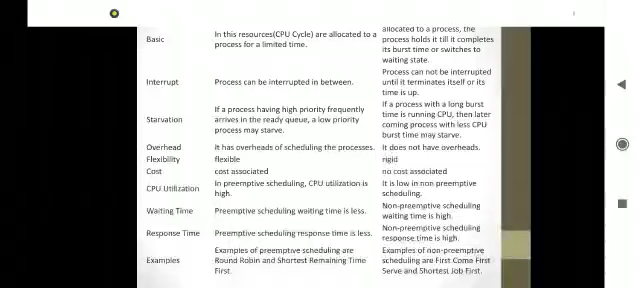 allocated to a process, the
Basic In this resources(CPU Cycle) are allocated to a process holds it till it completes
process for a limited time. its burst time or switches to
waiting state.
Process can not be interrupted
Interrupt Process can be interrupted in between. until it terminates itself or its
time is up.
If a process having high priority frequently If a process with a long burst
Starvation arrives in the ready queue, a low priority time is running CPU, then later
process may starve. coming process with less CPU
burst time may starve.
Overhead It has overheads of scheduling the processes. It does not have overheads.
Flexibility flexible rigid
Cost cost associated no cost associated
CPU Utilization In preemptive scheduling, CPU utilization is It is low in non preemptive
high. scheduling.
Waiting Time Preemptive scheduling waiting time is less. Non-preemptive scheduling
waiting time is high.
Response Time Preemptive scheduling response time is less. Non-preemptive scheduling
response time is high.
Examples of preemptive scheduling are Examples of non-preemptive
Examples Round Robin and Shortest Remaining Time scheduling are First Come First
First. Serve and Shortest Job First.